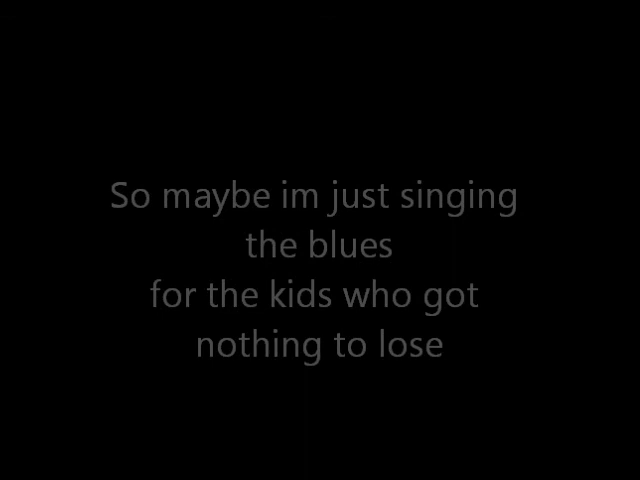 So maybe im just singing
the blues
for the kids who got
nothing to lose